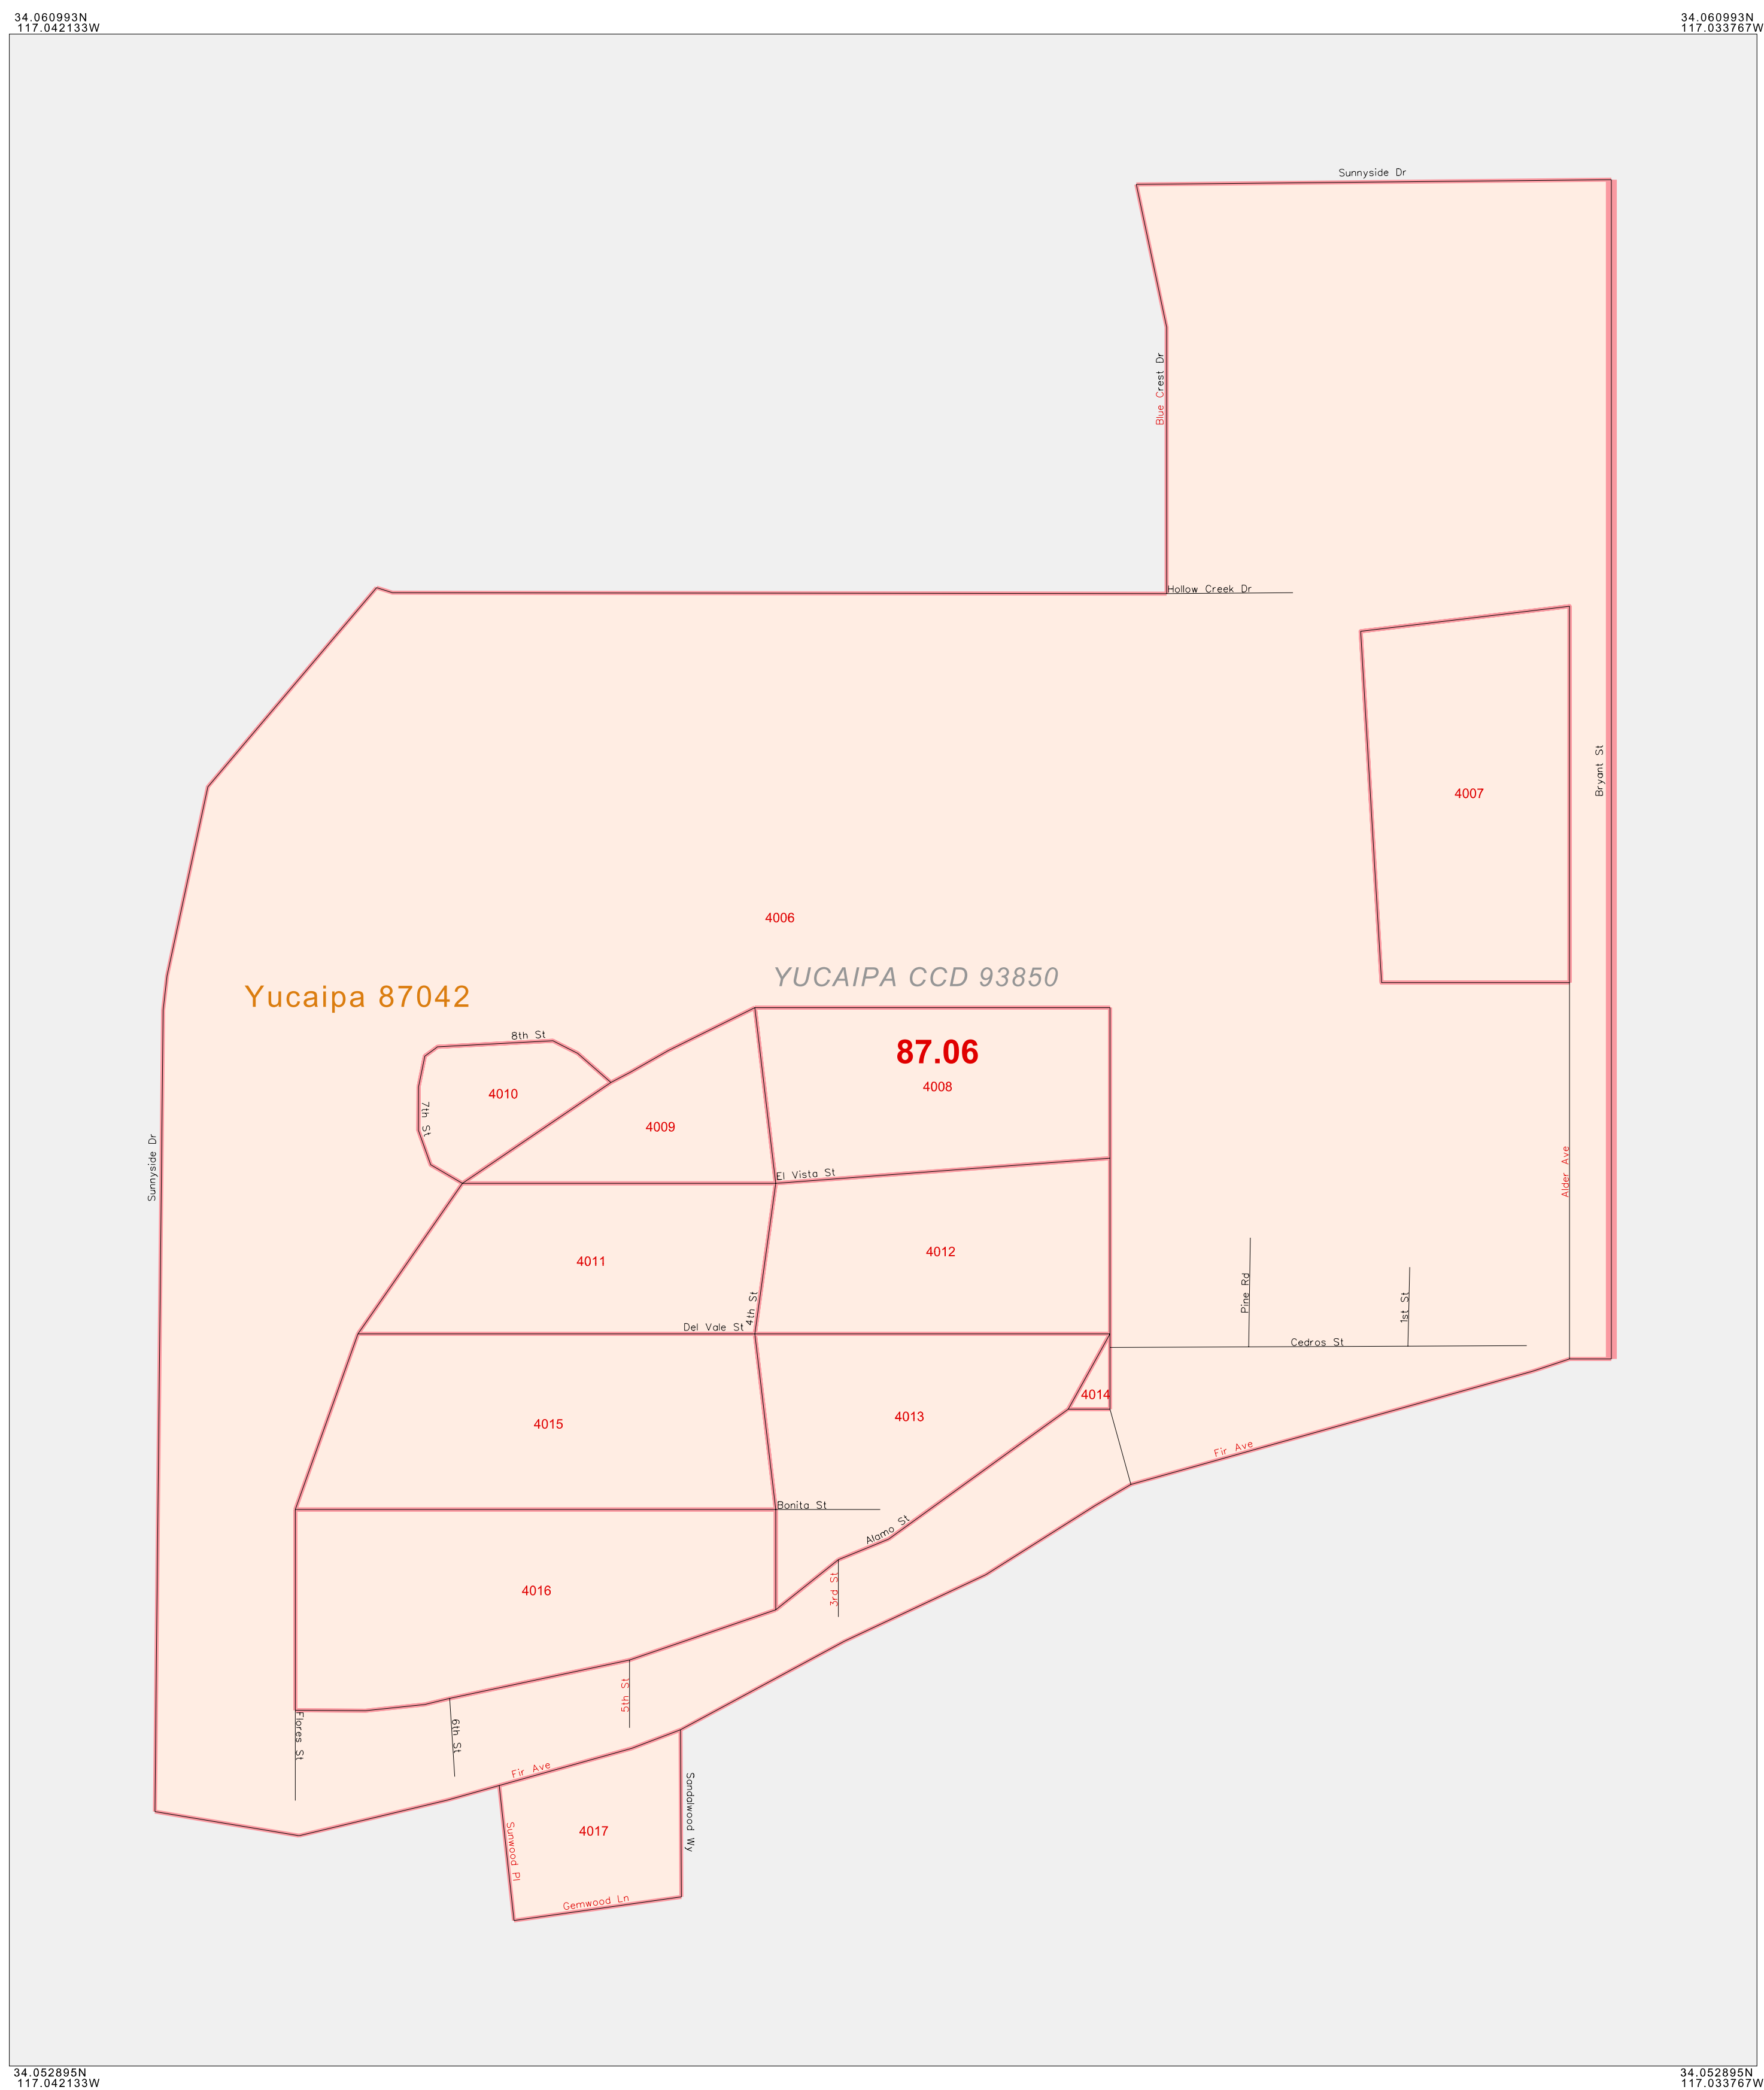 34.060993N
117.042133W
34.060993N
117.033767W
Sunnyside Dr
Blue Crest Dr
Hollow Creek Dr
Bryant St
4007
4006
YUCAIPA CCD 93850
Yucaipa 87042
8th St
87.06
4010
4008
7th St
4009
Sunnyside Dr
El Vista St
Alder Ave
4011
4012
Pine Rd
1st St
4th St
Del Vale St
Cedros St
4014
4015
4013
Fir Ave
Bonita St
Alamo St
4016
3rd St
5th St
Flores St
6th St
Fir Ave
Sandalwood Wy
4017
Sunwood Pl
Gemwood Ln
34.052895N
117.042133W
34.052895N
117.033767W